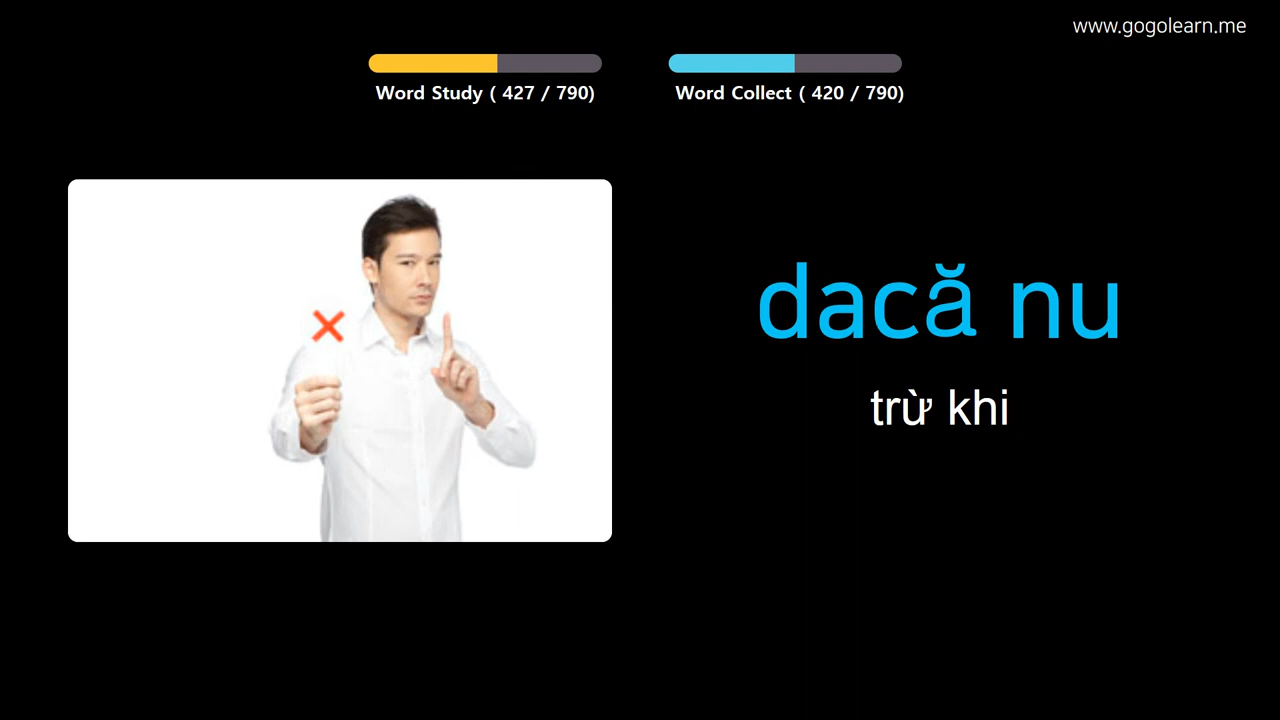 www.gogolearn.me
Word Study ( 427 / 790)
Word Collect ( 420 / 790)
dacă nu
trừ khi